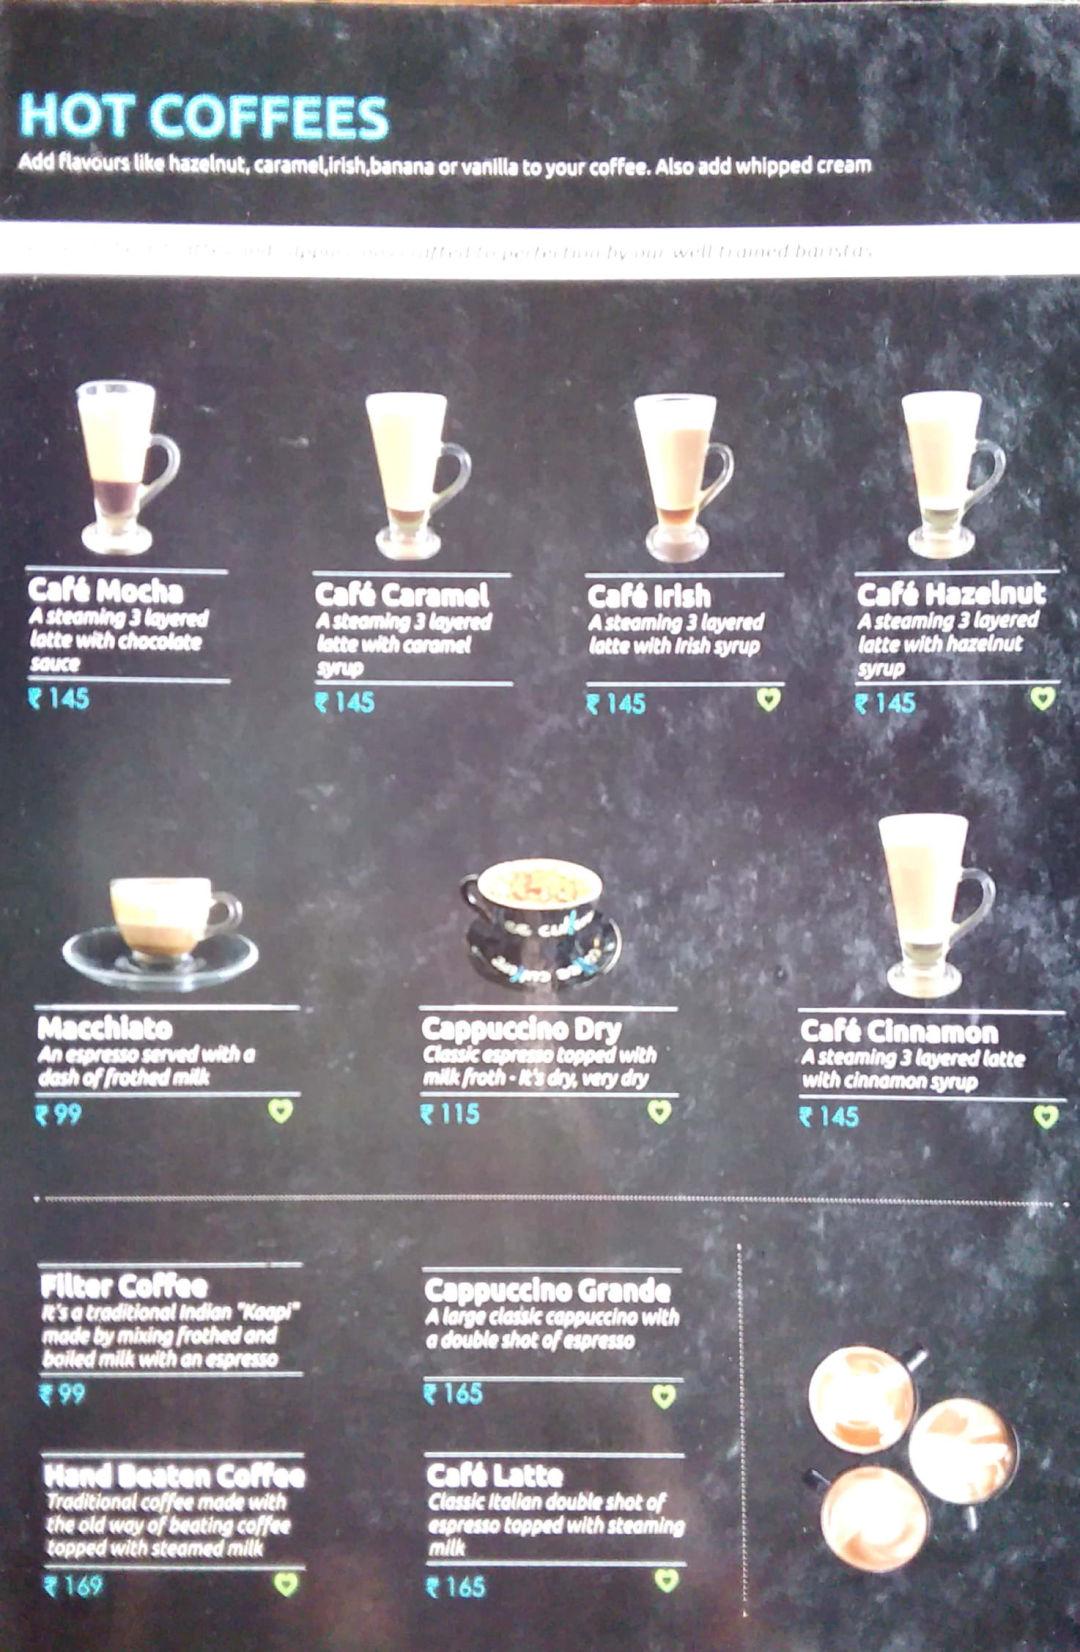 HOT COFFEES
Add flavours like hazelnut, caramel,irish,banana or vanilla to your coffee. Also add whipped cream
crafted to perfection by our well trained baristas
Café Mocha
A steaming 3 layered
latte with chocolate
sauce
₹ 145
Café Caramel
A steaming 3 layered
latte with caramel
syrup
₹ 145
Café Irish
A steaming 3 layered
latte with Irish syrup
₹ 145
Café Hazelnut
A steaming 3 layered
latte with hazelnut
syrup
₹ 145
Macchiato
An espresso served with a
dash of frothed milk
₹ 99
Cappuccino Dry
Classic espresso topped with
milk froth - It's dry, very dry
₹ 115
Café Cinnamon
A steaming 3 layered latte
with cinnamon syrup
₹ 145
Filter Coffee
It's a traditional Indian "Kaapi"
made by mixing frothed and
boiled milk with an espresso
₹ 99
Cappuccino Grande
A large classic cappuccino with
a double shot of espresso
₹ 165
Hand Beaten Coffee
Traditional coffee made with
the old way of beating coffee
topped with steamed milk
₹ 169
Café Latte
Classic Italian double shot of
espresso topped with steaming
milk
₹ 165